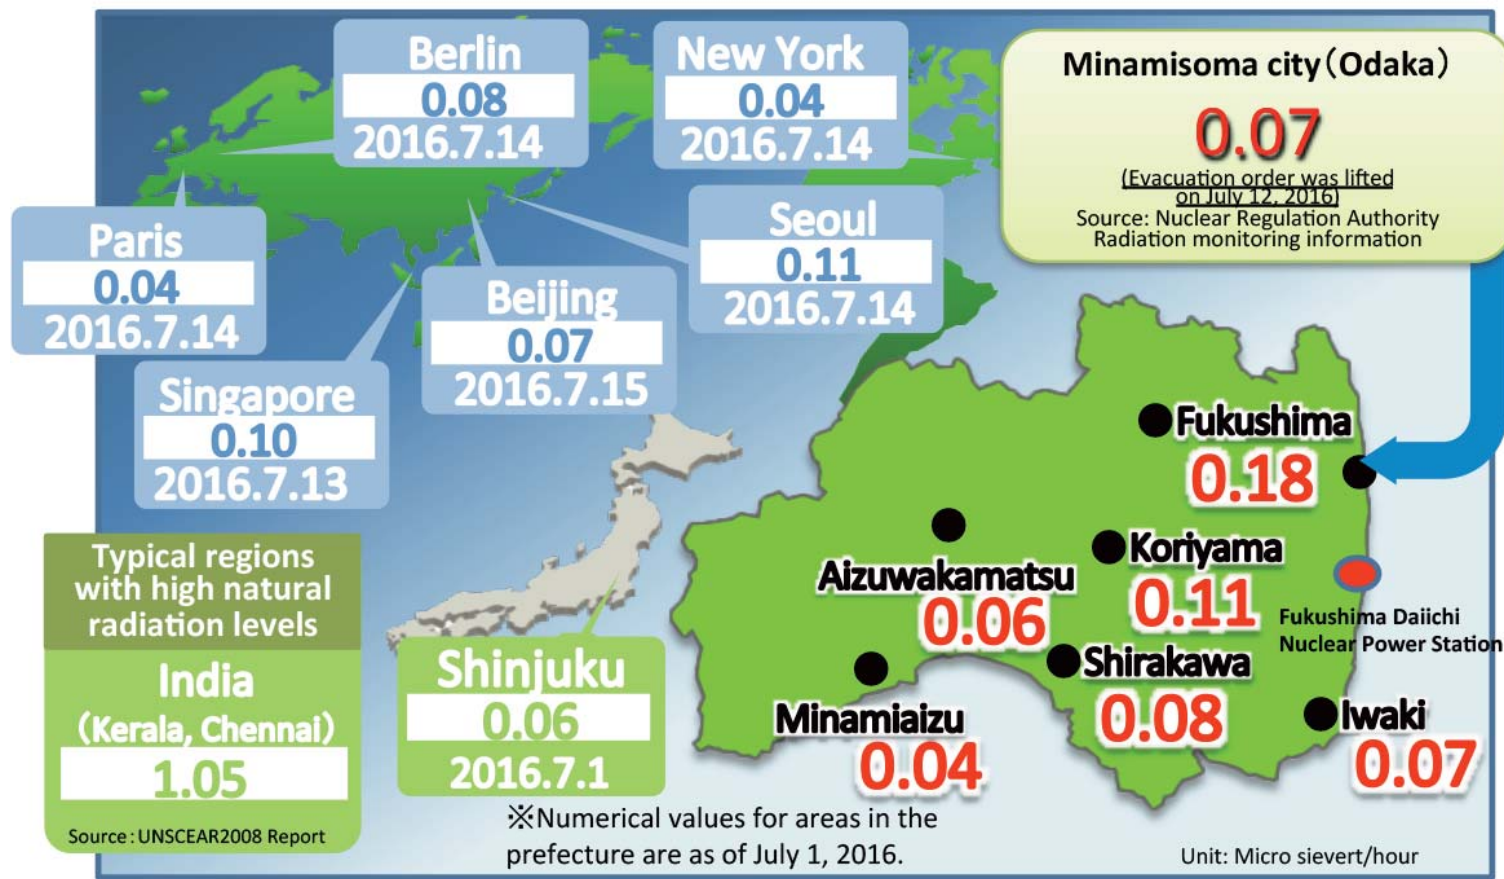 Berlin
0.08
2016.7.14
New York
0.04
2016.7.14
Minamisoma city(Odaka)
0.07
(Evacuation order was lifted
on July 12, 2016)
Source: Nuclear Regulation Authority
Radiation monitoring information
Paris
0.04
2016.7.14
Seoul
0.11
2016.7.14
Beijing
0.07
2016.7.15
Singapore
0.10
2016.7.13
Fukushima
0.18
Koriyama
0.11
Aizuwakamatsu
0.06
Fukushima Daiichi
Nuclear Power Station
Shirakawa
0.08
Minamiaizu
0.04
Iwaki
0.07
Typical regions
with high natural
radiation levels
India
(Kerala, Chennai)
1.05
Source:UNSCEAR2008 Report
Shinjuku
0.06
2016.7.1
※Numerical values for areas in the
prefecture are as of July 1, 2016.
Unit: Micro sievert/hour